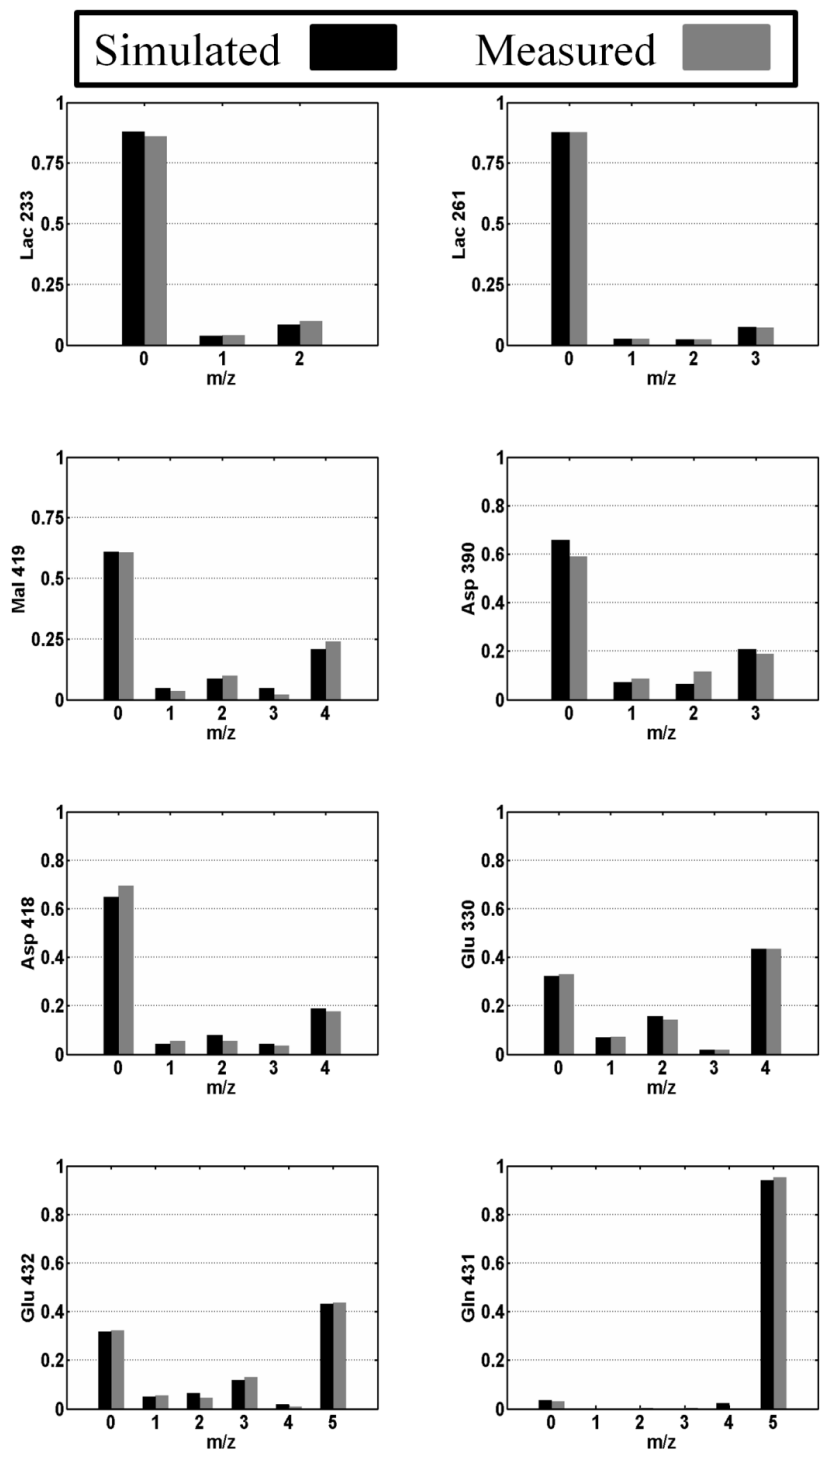 Simulated Measured
1
0.75
0.5
0.25
0
Lac 233
0 1 2
m/z
1
0.75
0.5
0.25
0
Lac 261
0 1 2 3
m/z
1
0.75
0.5
0.25
0
Mal 419
0 1 2 3 4
m/z
1
0.8
0.6
0.4
0.2
0
Asp 390
0 1 2 3
m/z
1
0.8
0.6
0.4
0.2
0
Asp 418
0 1 2 3 4
m/z
1
0.8
0.6
0.4
0.2
0
Glu 330
0 1 2 3 4
m/z
1
0.8
0.6
0.4
0.2
0
Glu 432
0 1 2 3 4 5
m/z
1
0.8
0.6
0.4
0.2
0
Gln 431
0 1 2 3 4 5
m/z